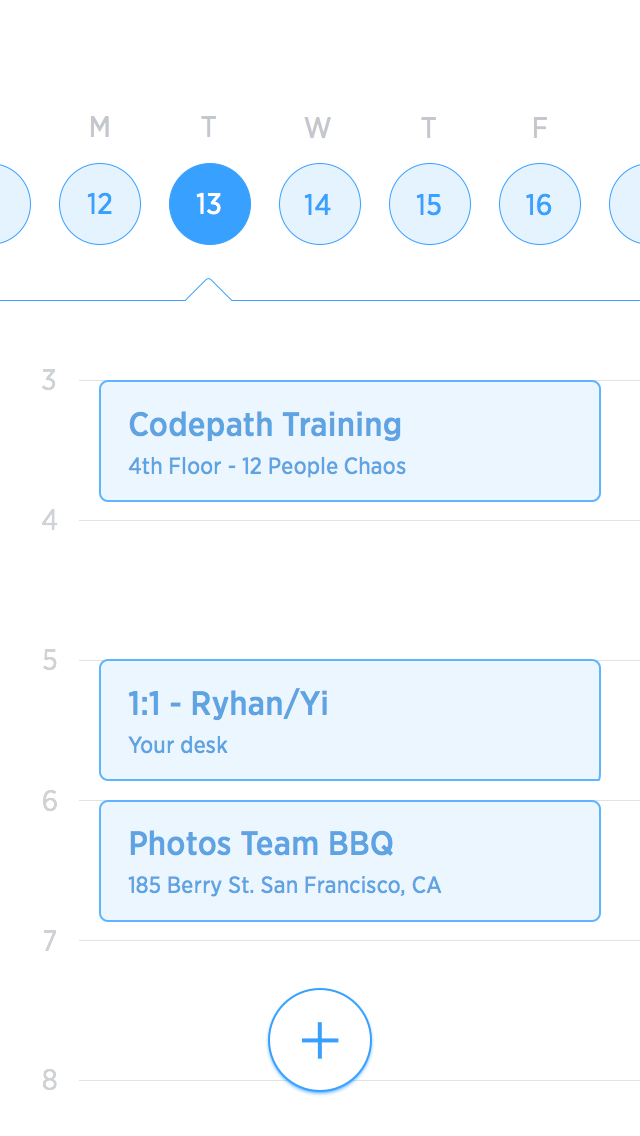 M T W T F
12 13 14 15 16
3
Codepath Training
4th Floor - 12 People Chaos
4
5
1:1 - Ryhan/Yi
Your desk
6
Photos Team BBQ
185 Berry St. San Francisco, CA
7
+
8